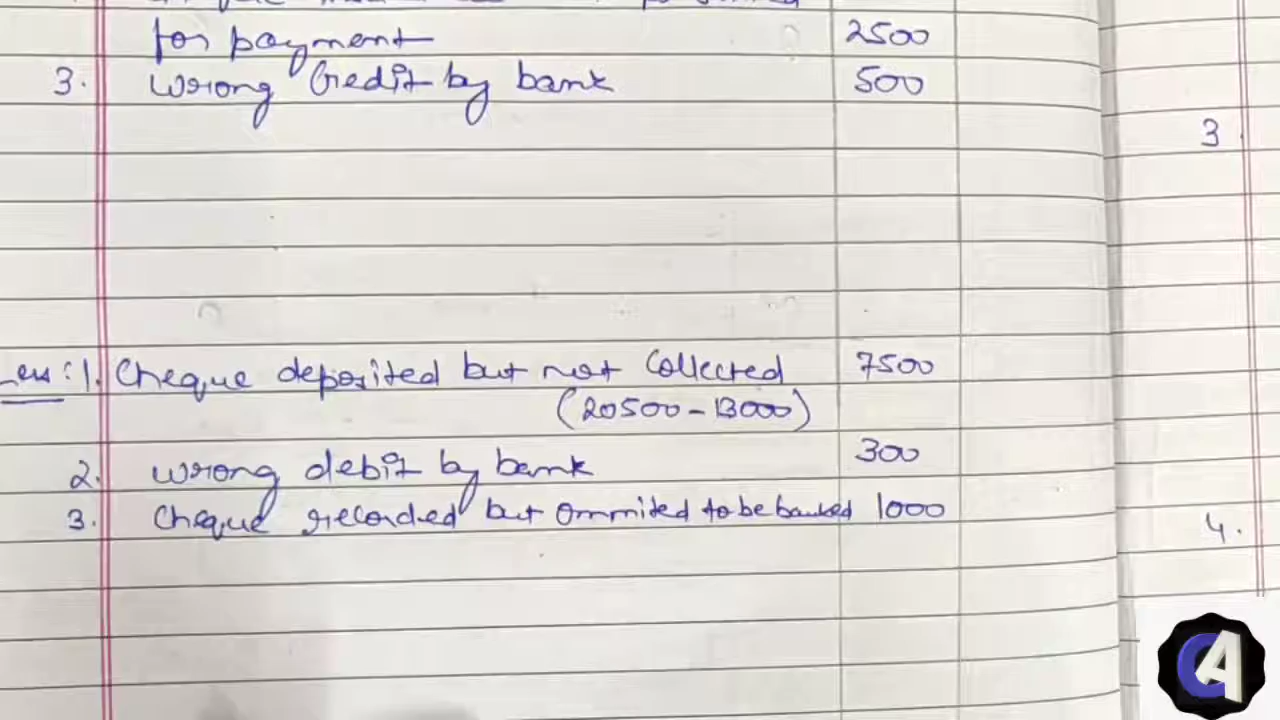 for payment 2500
3. Wrong Credit by bank 500
3.
Less: 1. Cheque deposited but not Collected 7500
(20500-13000)
2. Wrong debit by bank 300
3. Cheque recorded but ommited to be banked 1000
4.
CA